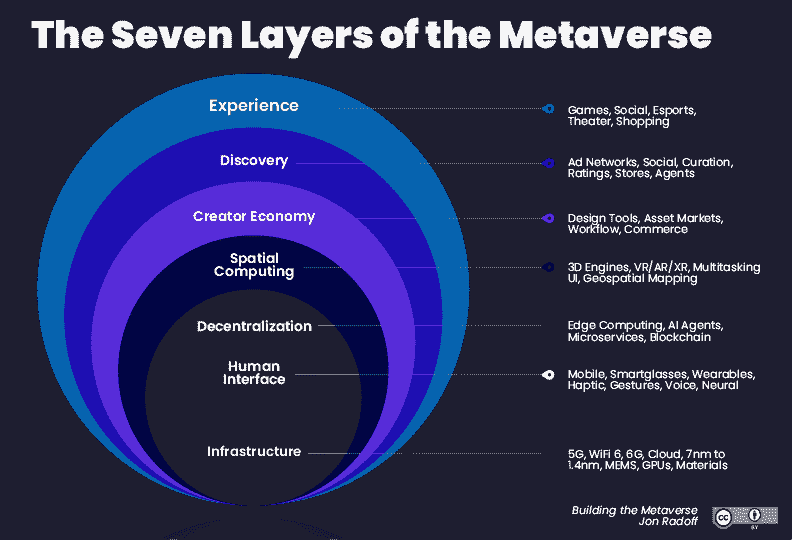 The Seven Layers of the Metaverse
Experience
Games, Social, Esports,
Theater, Shopping
Discovery
Ad Networks, Social, Curation,
Ratings, Stores, Agents
Creator Economy
Design Tools, Asset Markets,
Workflow, Commerce
Spatial
Computing
3D Engines, VR/AR/XR, Multitasking
UI, Geospatial Mapping
Decentralization
Edge Computing, AI Agents,
Microservices, Blockchain
Human
Interface
Mobile, Smartglasses, Wearables,
Haptic, Gestures, Voice, Neural
Infrastructure
5G, WiFi 6, 6G, Cloud, 7nm to
1.4nm, MEMS, GPUs, Materials
Building the Metaverse
Jon Radoff
cc
BY